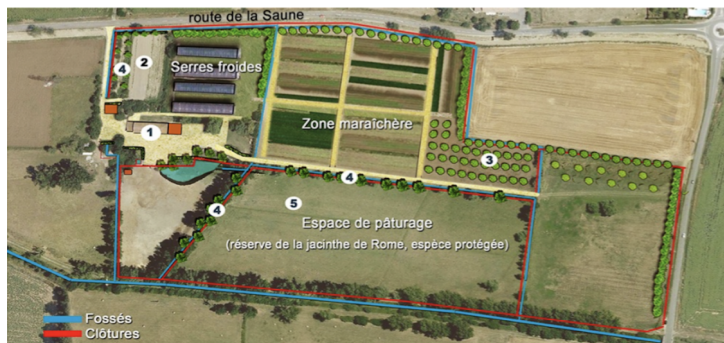 route de la Saune
4
2
Serres froides
1
Zone maraîchère
3
4
4
5
Espace de pâturage
(réserve de la jacinthe de Rome, espèce protégée)
Fossés
Clôtures